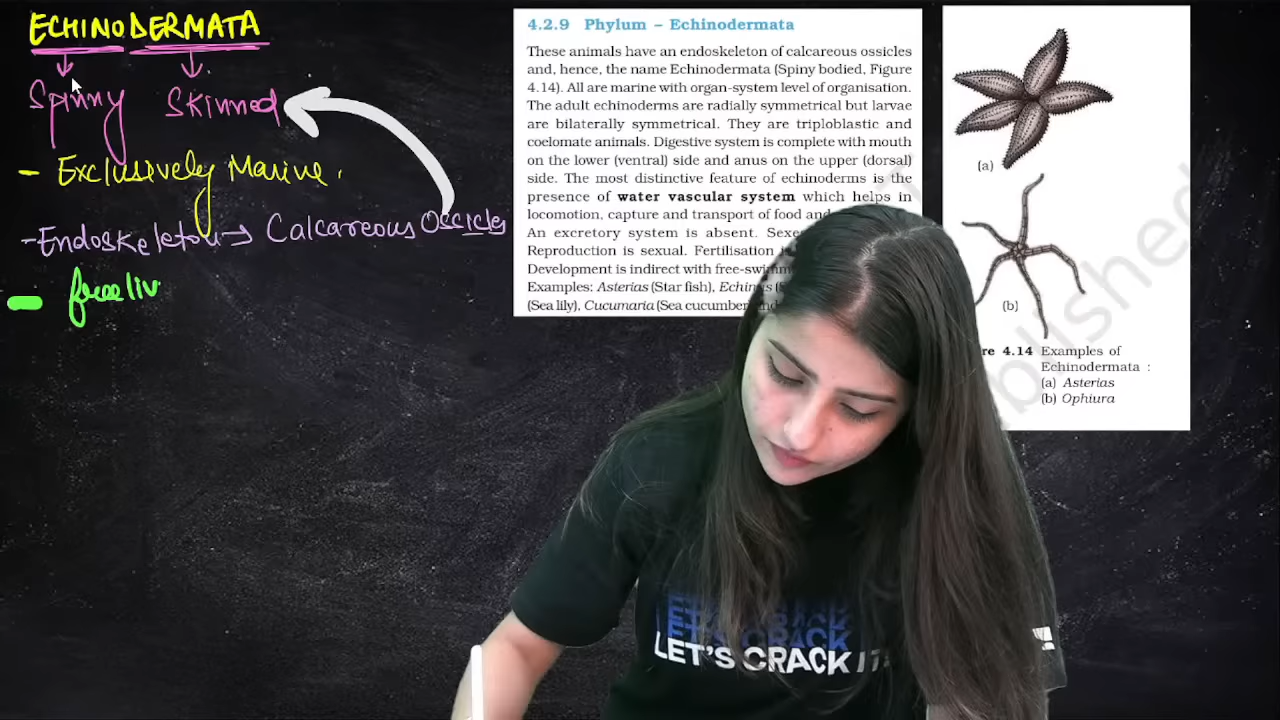 ECHINODERMATA
Spinny Skinned
- Exclusively Marine.
- Endoskeleton → Calcareous Ossicles
- free liv
4.2.9 Phylum – Echinodermata
These animals have an endoskeleton of calcareous ossicles
and, hence, the name Echinodermata (Spiny bodied, Figure
4.14). All are marine with organ-system level of organisation.
The adult echinoderms are radially symmetrical but larvae
are bilaterally symmetrical. They are triploblastic and
coelomate animals. Digestive system is complete with mouth
on the lower (ventral) side and anus on the upper (dorsal)
side. The most distinctive feature of echinoderms is the
presence of water vascular system which helps in
locomotion, capture and transport of food and
An excretory system is absent.
Reproduction is sexual. Fertilisation
Development is indirect with
Examples: Asterias (Star fish), Echinus
(Sea lily), Cucumaria (Sea cucumber)
(a)
(b)
4.14 Examples of
Echinodermata :
(a) Asterias
(b) Ophiura
blished
LET'S CRACK IT!